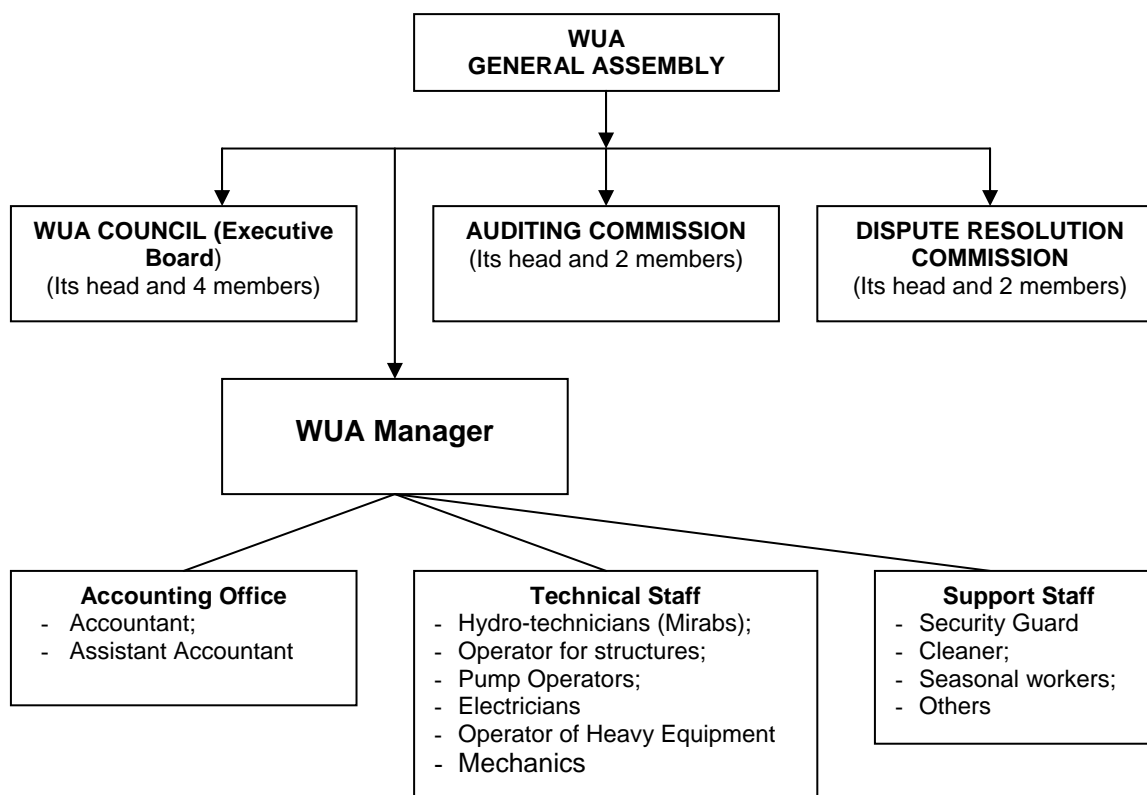 WUA
GENERAL ASSEMBLY
WUA COUNCIL (Executive
Board)
(Its head and 4 members)
AUDITING COMMISSION
(Its head and 2 members)
DISPUTE RESOLUTION
COMMISSION
(Its head and 2 members)
WUA Manager
Accounting Office
- Accountant;
- Assistant Accountant
Technical Staff
- Hydro-technicians (Mirabs);
- Operator for structures;
- Pump Operators;
- Electricians
- Operator of Heavy Equipment
- Mechanics
Support Staff
- Security Guard
- Cleaner;
- Seasonal workers;
- Others